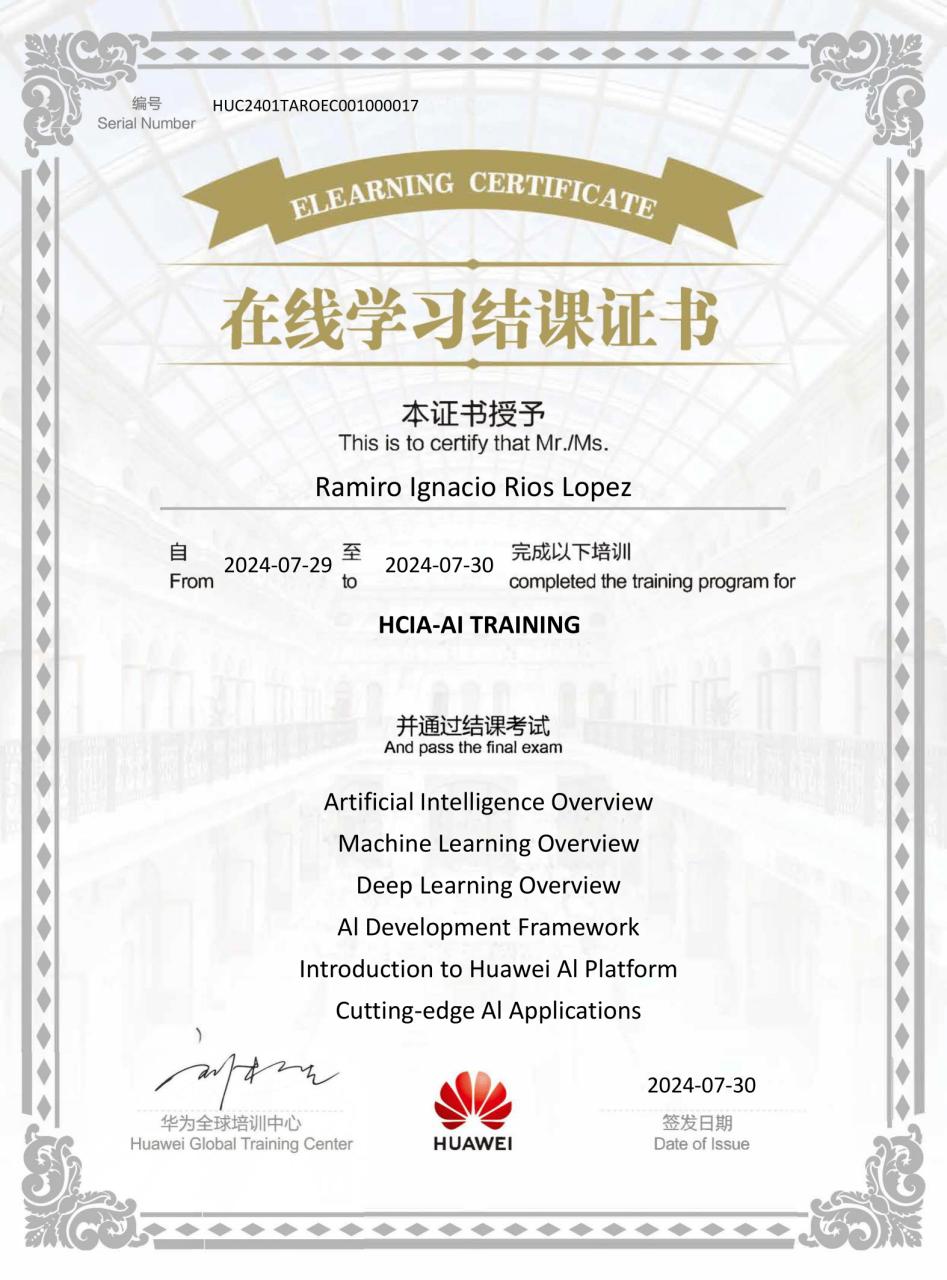 编号
Serial Number
HUC2401TAROEC001000017
ELEARNING CERTIFICATE
在线学习结课证书
本证书授予
This is to certify that Mr./Ms.
Ramiro Ignacio Rios Lopez
自 至 完成以下培训
From 2024-07-29 to 2024-07-30 completed the training program for
HCIA-AI TRAINING
并通过结课考试
And pass the final exam
Artificial Intelligence Overview
Machine Learning Overview
Deep Learning Overview
AI Development Framework
Introduction to Huawei AI Platform
Cutting-edge AI Applications
华为全球培训中心
Huawei Global Training Center
HUAWEI
2024-07-30
签发日期
Date of Issue